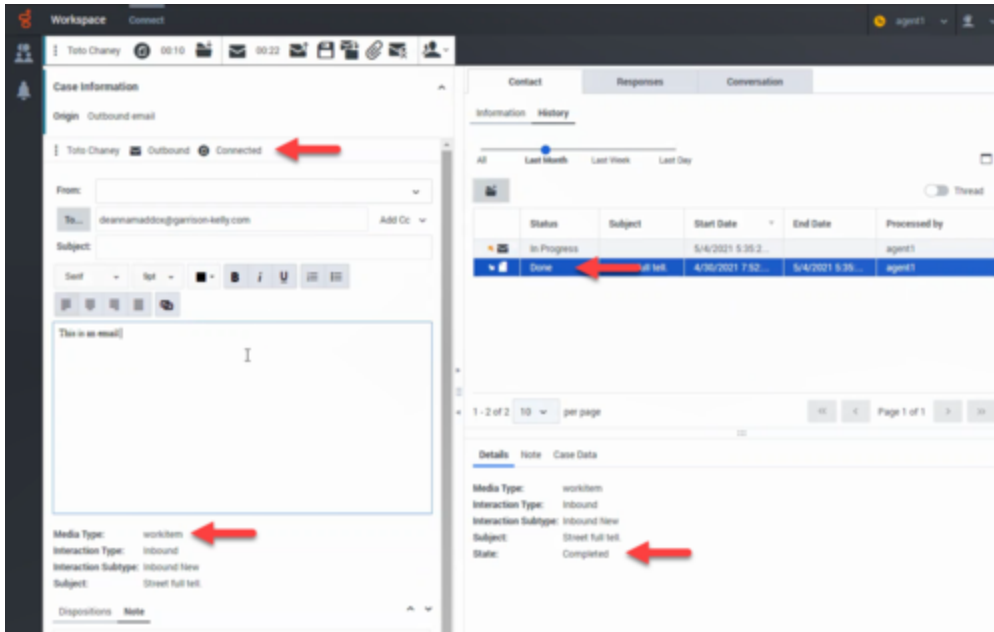 Workspace Connect
agent1
Toto Chaney 00:10 00:22
Case Information
Origin Outbound email
Toto Chaney Outbound Connected
From:
To... deannamaddox@garrison-kelly.com Add Cc
Subject:
Serif 9pt B I U
This is an email
Media Type: workitem
Interaction Type: Inbound
Interaction Subtype: Inbound New
Subject: Street full tell.
Dispositions Note
Contact Responses Conversation
Information History
All Last Month Last Week Last Day
Thread
Status Subject Start Date End Date Processed by
In Progress 5/4/2021 5:35:2... agent1
Done full tell. 4/30/2021 7:52:... 5/4/2021 5:35:... agent1
1 - 2 of 2 10 per page Page 1 of 1
Details Note Case Data
Media Type: workitem
Interaction Type: Inbound
Interaction Subtype: Inbound New
Subject: Street full tell.
State: Completed